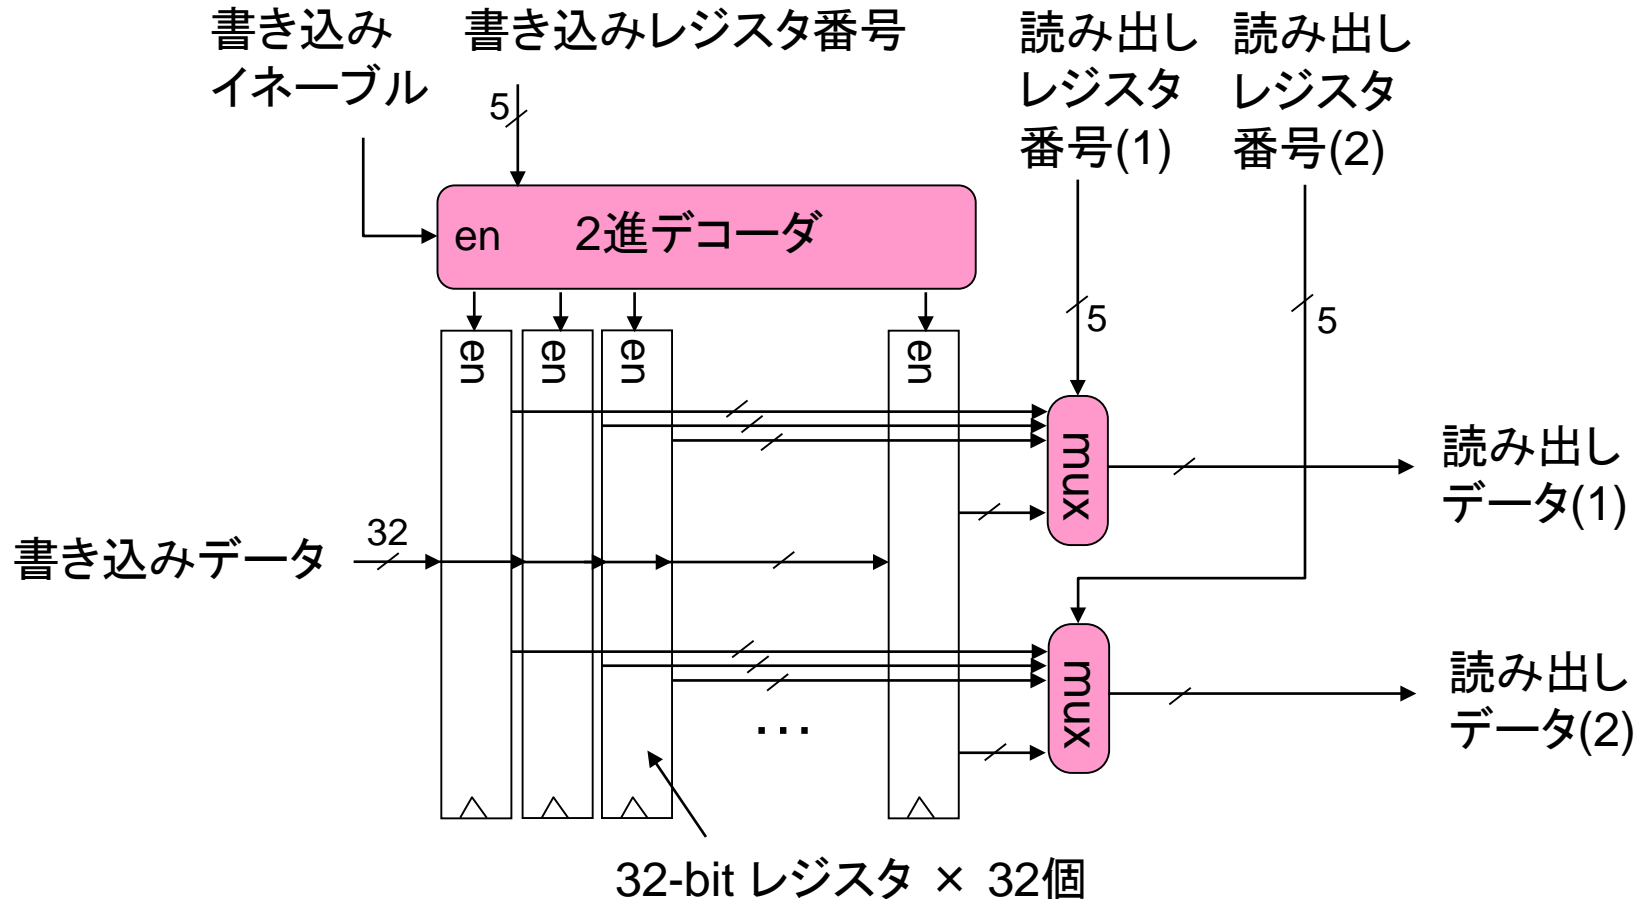 書き込み
イネーブル
書き込みレジスタ番号
読み出し
レジスタ
番号(1)
読み出し
レジスタ
番号(2)
5
en 2進デコーダ
5
5
en
en
en
en
mux
読み出し
データ(1)
32
書き込みデータ
mux
読み出し
データ(2)
...
32-bit レジスタ × 32個